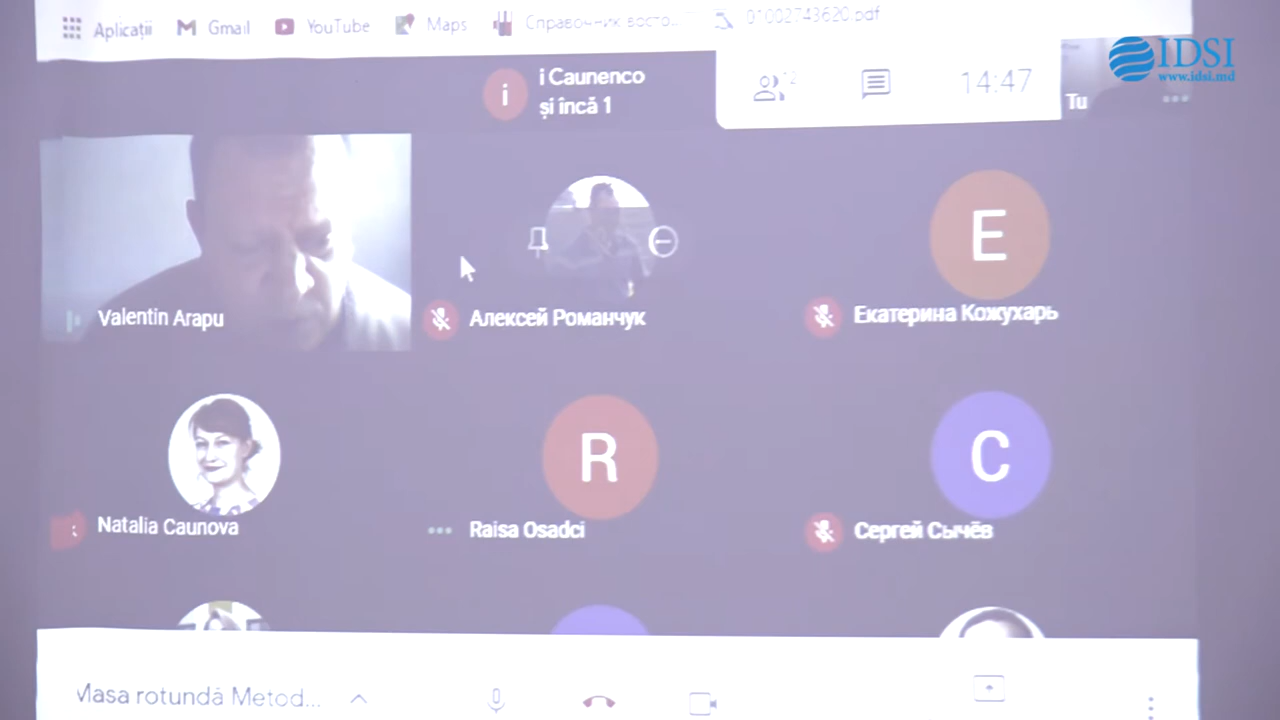 Aplicații Gmail YouTube Maps Справочник восто... 01002743620.pdf
IDSI
www.idsi.md
i
i Caunenco
și încă 1
12
14:47
Tu
Valentin Arapu
Алексей Романчук
E
Екатерина Кожухарь
Natalia Caunova
R
Raisa Osadci
C
Сергей Сычёв
Masa rotundă Metod...